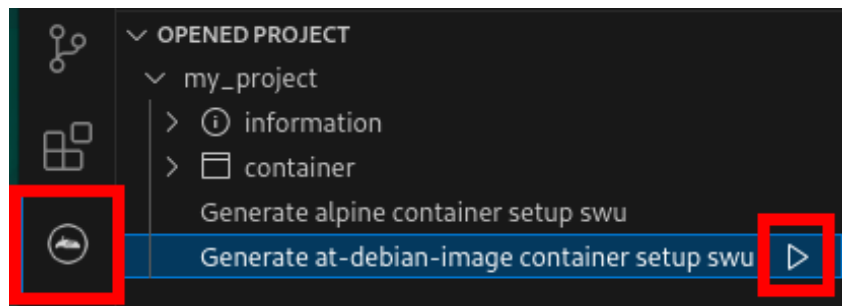 OPENED PROJECT
my_project
information
container
Generate alpine container setup swu
Generate at-debian-image container setup swu